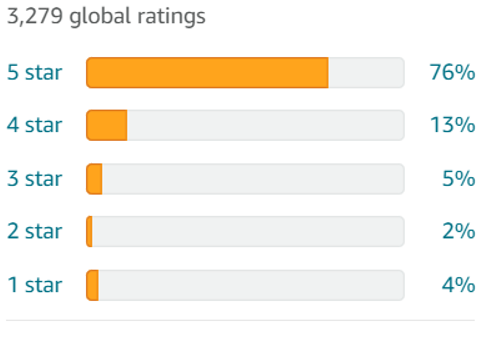 3,279 global ratings
5 star 76%
4 star 13%
3 star 5%
2 star 2%
1 star 4%